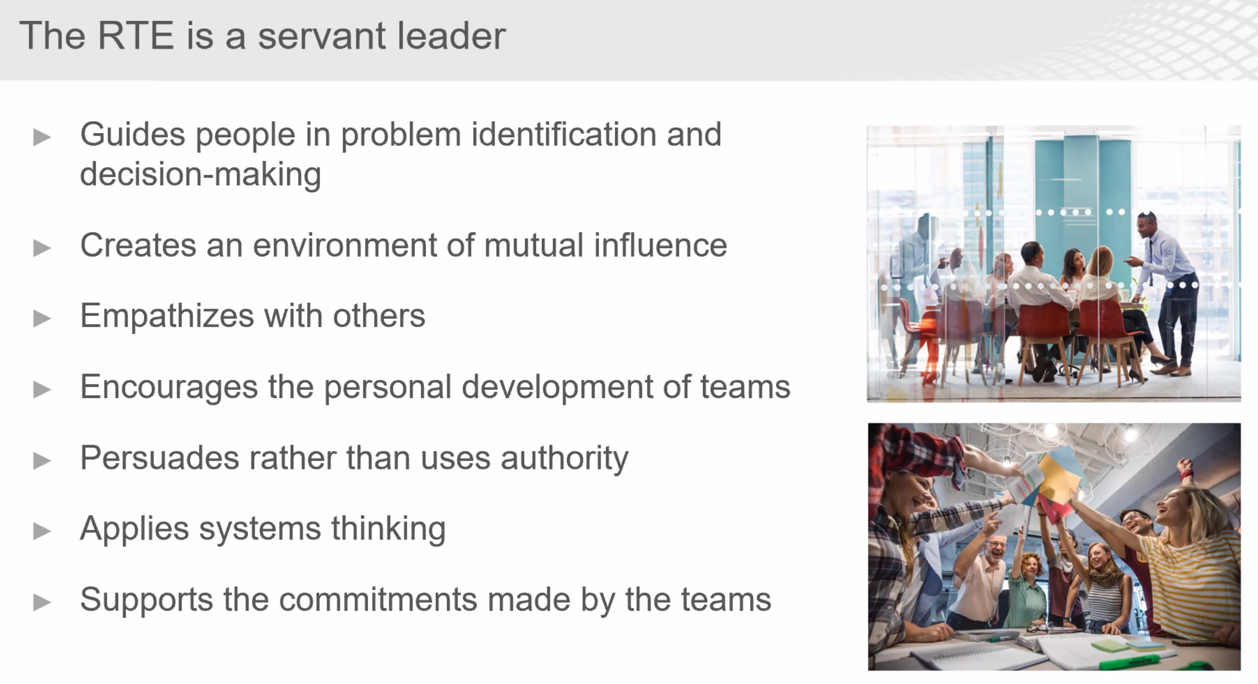 The RTE is a servant leader
Guides people in problem identification and
decision-making
Creates an environment of mutual influence
Empathizes with others
Encourages the personal development of teams
Persuades rather than uses authority
Applies systems thinking
Supports the commitments made by the teams